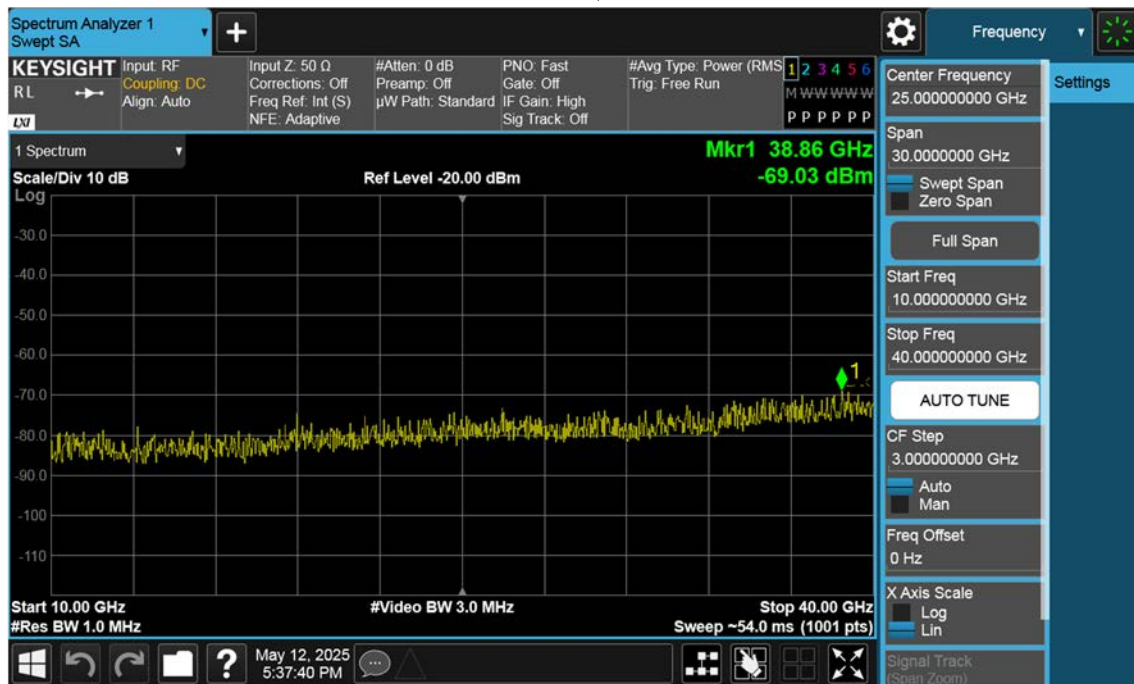 Spectrum Analyzer 1
Swept SA
+
Frequency
KEYSIGHT
RL
LXI
Input: RF
Coupling: DC
Align: Auto
Input Z: 50 Ω
Corrections: Off
Freq Ref: Int (S)
NFE: Adaptive
#Atten: 0 dB
Preamp: Off
µW Path: Standard
PNO: Fast
Gate: Off
IF Gain: High
Sig Track: Off
#Avg Type: Power (RMS
Trig: Free Run
1 2 3 4 5 6
M W W W W W
P P P P P P
1 Spectrum
Scale/Div 10 dB
Log
Ref Level -20.00 dBm
Mkr1 38.86 GHz
-69.03 dBm
-30.0
-40.0
-50.0
-60.0
-70.0
-80.0
-90.0
-100
-110
1
Start 10.00 GHz
#Res BW 1.0 MHz
#Video BW 3.0 MHz
Stop 40.00 GHz
Sweep ~54.0 ms (1001 pts)
?
May 12, 2025
5:37:40 PM
Center Frequency
25.000000000 GHz
Span
30.0000000 GHz
Swept Span
Zero Span
Full Span
Start Freq
10.000000000 GHz
Stop Freq
40.000000000 GHz
AUTO TUNE
CF Step
3.000000000 GHz
Auto
Man
Freq Offset
0 Hz
X Axis Scale
Log
Lin
Signal Track
(Span Zoom)
Settings